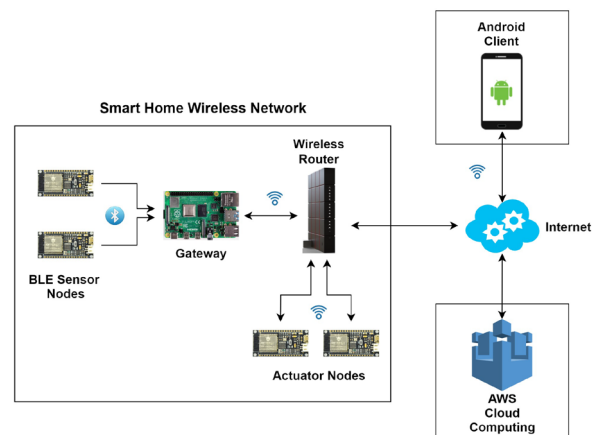 Android
Client
Smart Home Wireless Network
Wireless
Router
Internet
Gateway
BLE Sensor
Nodes
Actuator Nodes
AWS
Cloud
Computing